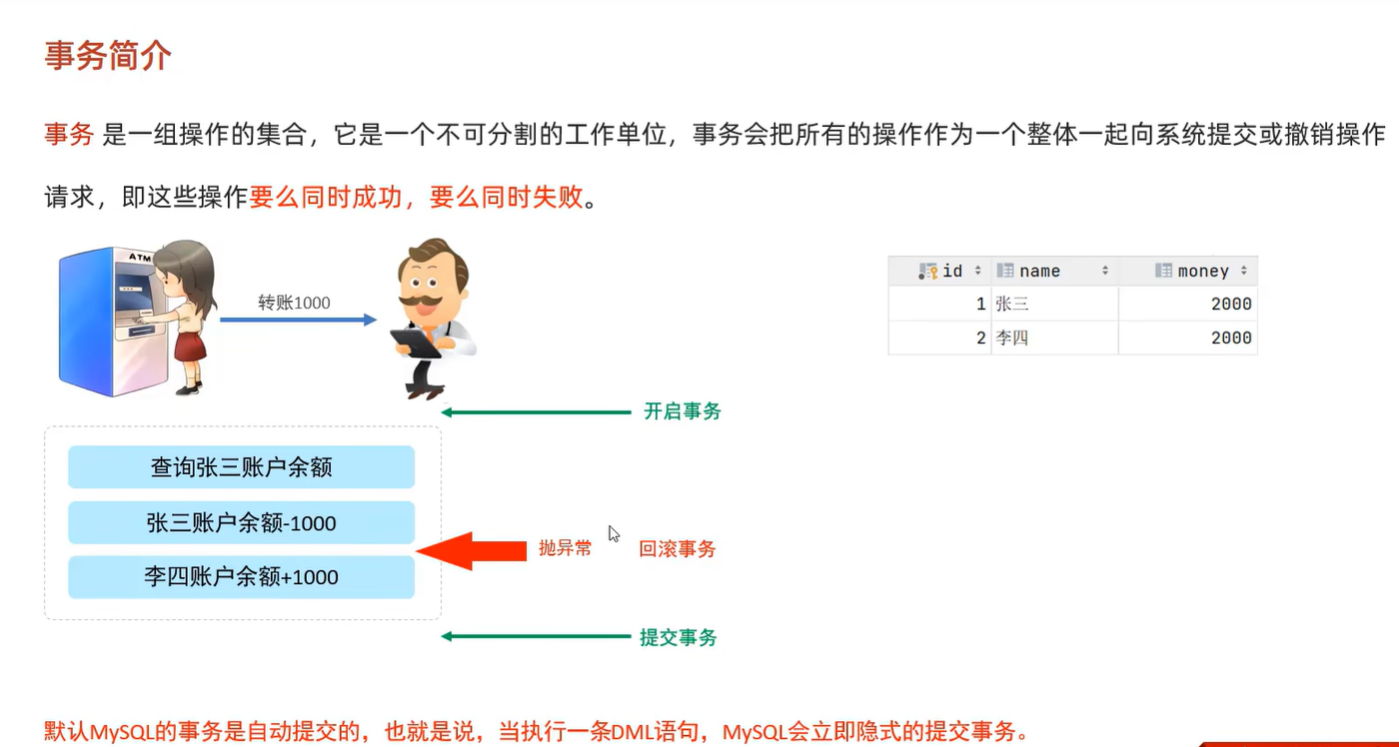 事务简介
事务 是一组操作的集合，它是一个不可分割的工作单位，事务会把所有的操作作为一个整体一起向系统提交或撤销操作
请求，即这些操作要么同时成功，要么同时失败。
ATM
转账1000
id name money
1 张三 2000
2 李四 2000
开启事务
查询张三账户余额
张三账户余额-1000
抛异常 回滚事务
李四账户余额+1000
提交事务
默认MySQL的事务是自动提交的，也就是说，当执行一条DML语句，MySQL会立即隐式的提交事务。